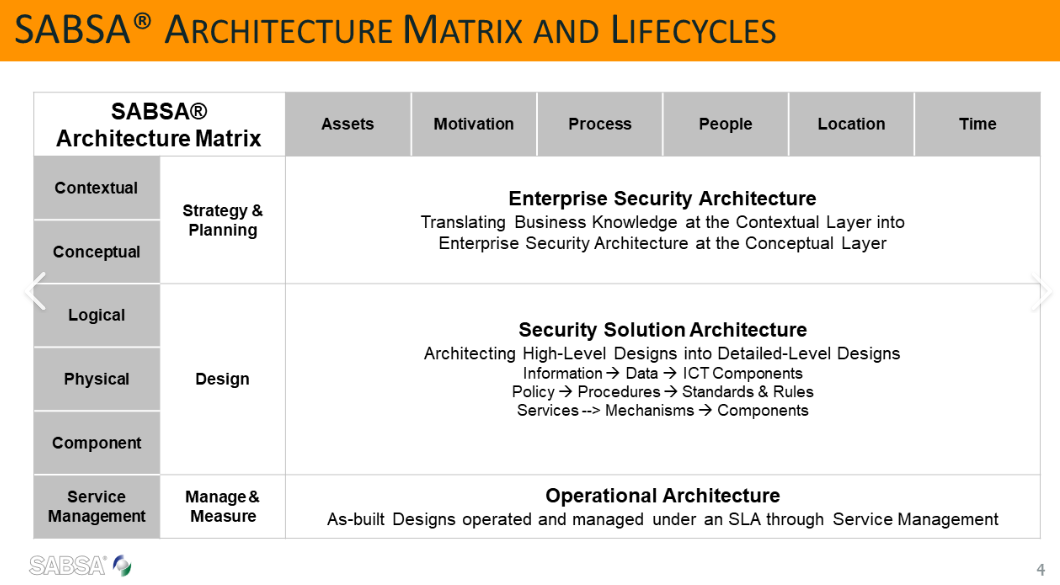 SABSA® ARCHITECTURE MATRIX AND LIFECYCLES
SABSA®
Architecture Matrix
Assets
Motivation
Process
People
Location
Time
Contextual
Conceptual
Strategy &
Planning
Enterprise Security Architecture
Translating Business Knowledge at the Contextual Layer into
Enterprise Security Architecture at the Conceptual Layer
Logical
Physical
Component
Design
Security Solution Architecture
Architecting High-Level Designs into Detailed-Level Designs
Information → Data → ICT Components
Policy → Procedures → Standards & Rules
Services --> Mechanisms → Components
Service
Management
Manage &
Measure
Operational Architecture
As-built Designs operated and managed under an SLA through Service Management
SABSA®
4